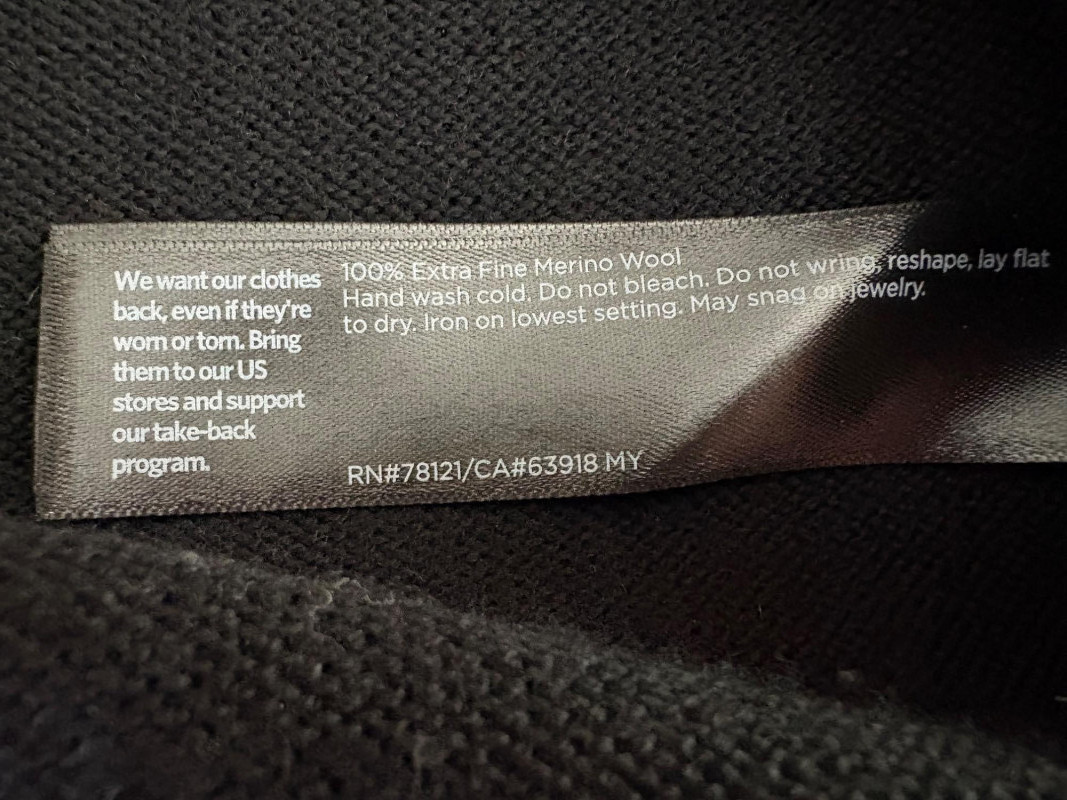 We want our clothes
back, even if they're
worn or torn. Bring
them to our US
stores and support
our take-back
program.
100% Extra Fine Merino Wool
Hand wash cold. Do not bleach. Do not wring, reshape, lay flat
to dry. Iron on lowest setting. May snag on jewelry.
RN#78121/CA#63918 MY